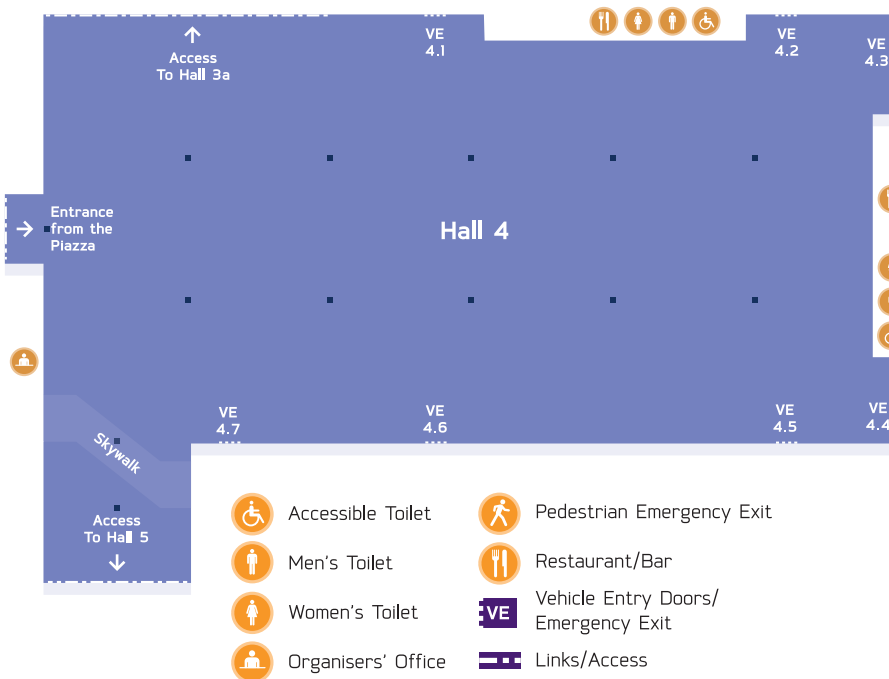 VE
4.1
VE
4.2
VE
4.3
Access
To Hall 3a
Entrance
from the
Piazza
Hall 4
VE
4.7
VE
4.6
VE
4.5
VE
4.4
Skywalk
Access
To Hall 5
Accessible Toilet
Men's Toilet
Women's Toilet
Organisers' Office
Pedestrian Emergency Exit
Restaurant/Bar
VE
Vehicle Entry Doors/
Emergency Exit
Links/Access